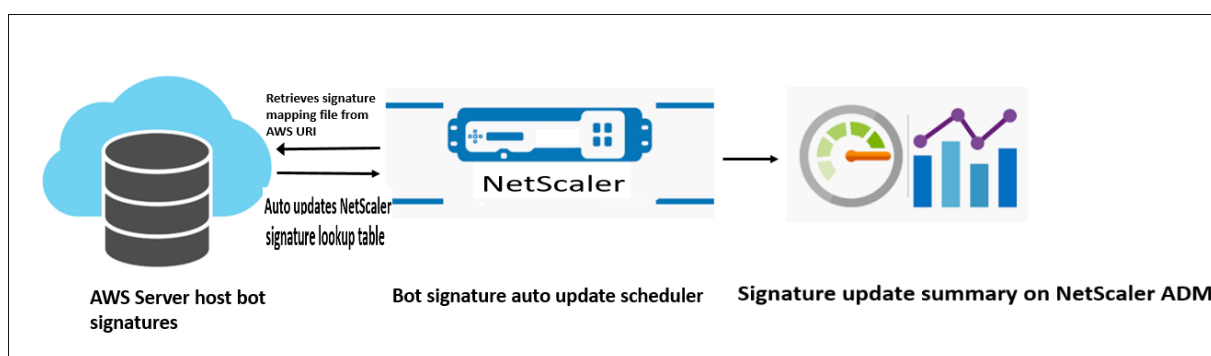 Retrieves signature
mapping file from
AWS URI
Auto updates NetScaler
signature lookup table
NetScaler
AWS Server host bot
signatures
Bot signature auto update scheduler
Signature update summary on NetScaler ADM